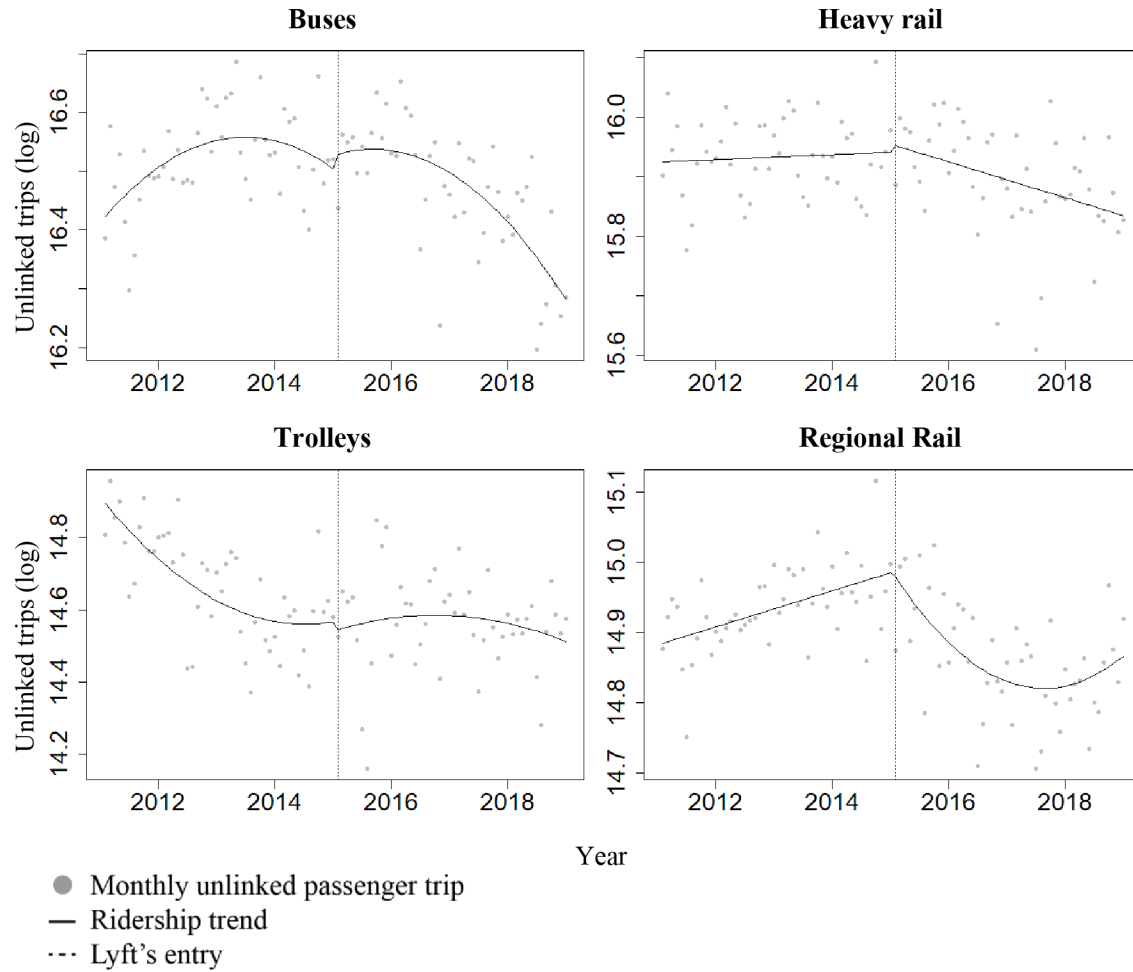 Buses
Heavy rail
Unlinked trips (log)
16.2 16.4 16.6
2012 2014 2016 2018
15.6 15.8 16.0
2012 2014 2016 2018
Trolleys
Regional Rail
Unlinked trips (log)
14.2 14.4 14.6 14.8
2012 2014 2016 2018
14.7 14.8 14.9 15.0 15.1
2012 2014 2016 2018
Year
Monthly unlinked passenger trip
Ridership trend
Lyft's entry